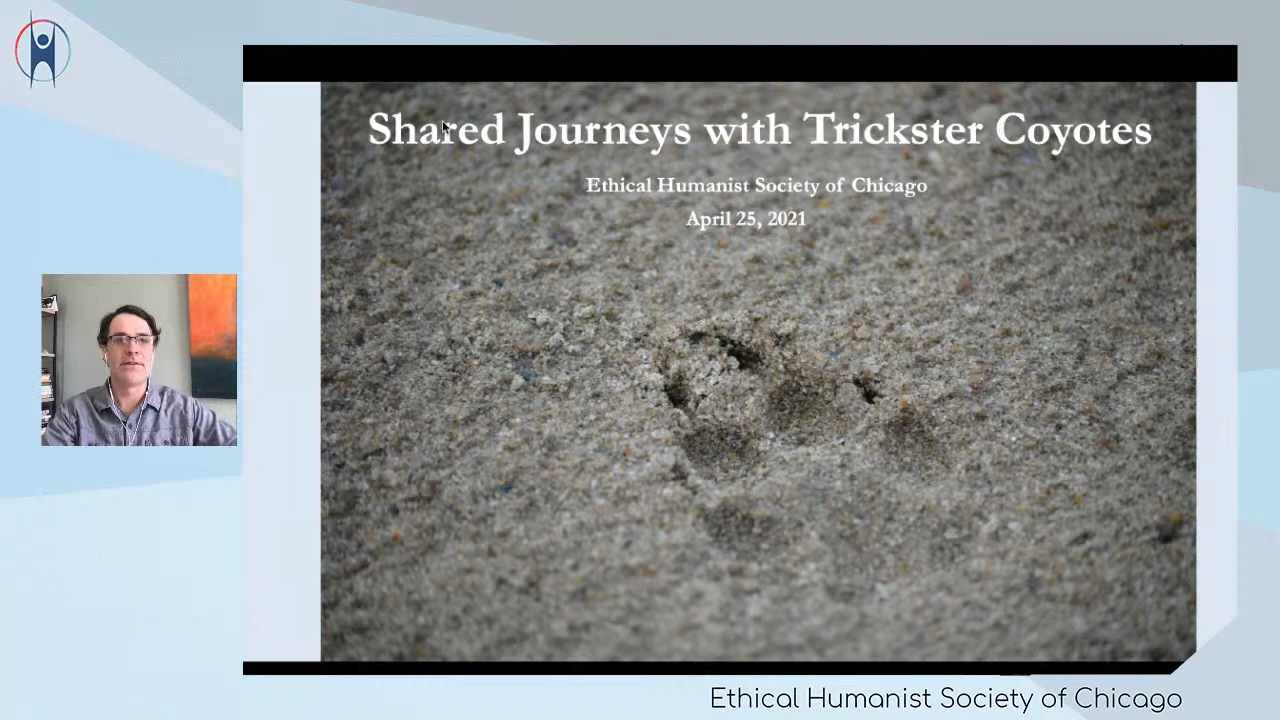 Shared Journeys with Trickster Coyotes
Ethical Humanist Society of Chicago
April 25, 2021
Ethical Humanist Society of Chicago